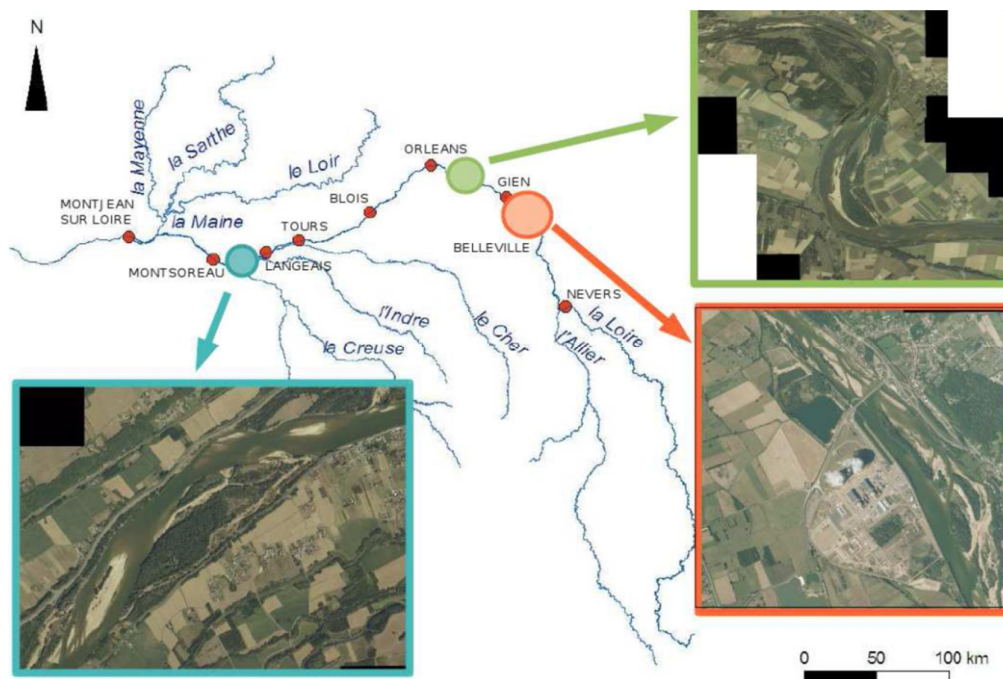 N
la Mayenne
la Sarthe
le Loir
ORLEANS
GIEN
BLOIS
MONTJEAN
SUR LOIRE
la Maine
TOURS
BELLEVILLE
MONTSOREAU
LANGEAIS
NEVERS
l'Indre
la Loire
le Cher
l'Allier
la Creuse
0 50 100 km